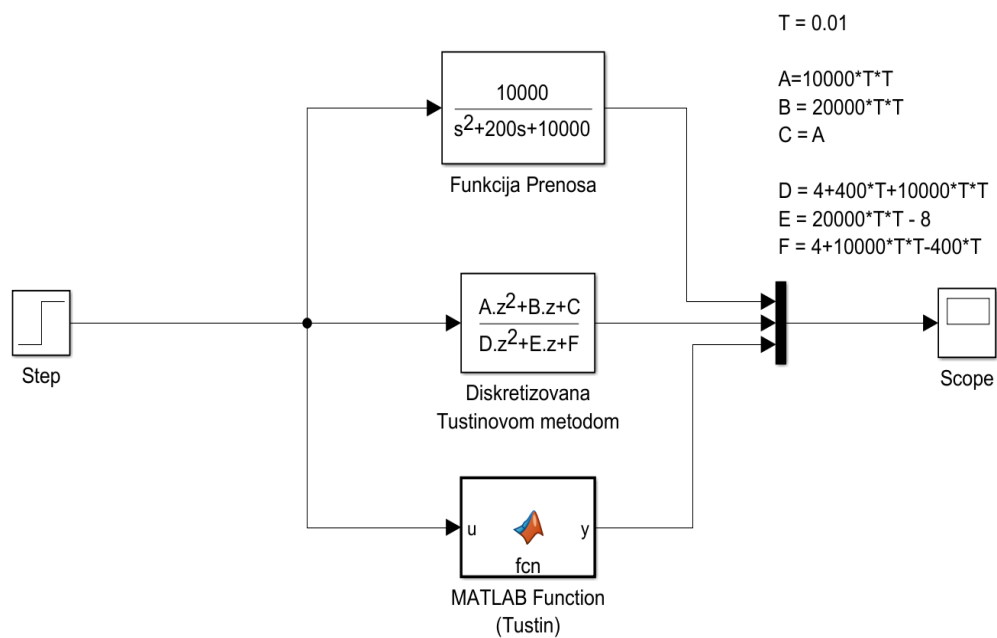 T = 0.01
A=10000*T*T
B = 20000*T*T
C = A
D = 4+400*T+10000*T*T
E = 20000*T*T - 8
F = 4+10000*T*T-400*T
10000
s²+200s+10000
Funkcija Prenosa
Step
A.z²+B.z+C
D.z²+E.z+F
Diskretizovana
Tustinovom metodom
Scope
u
y
fcn
MATLAB Function
(Tustin)